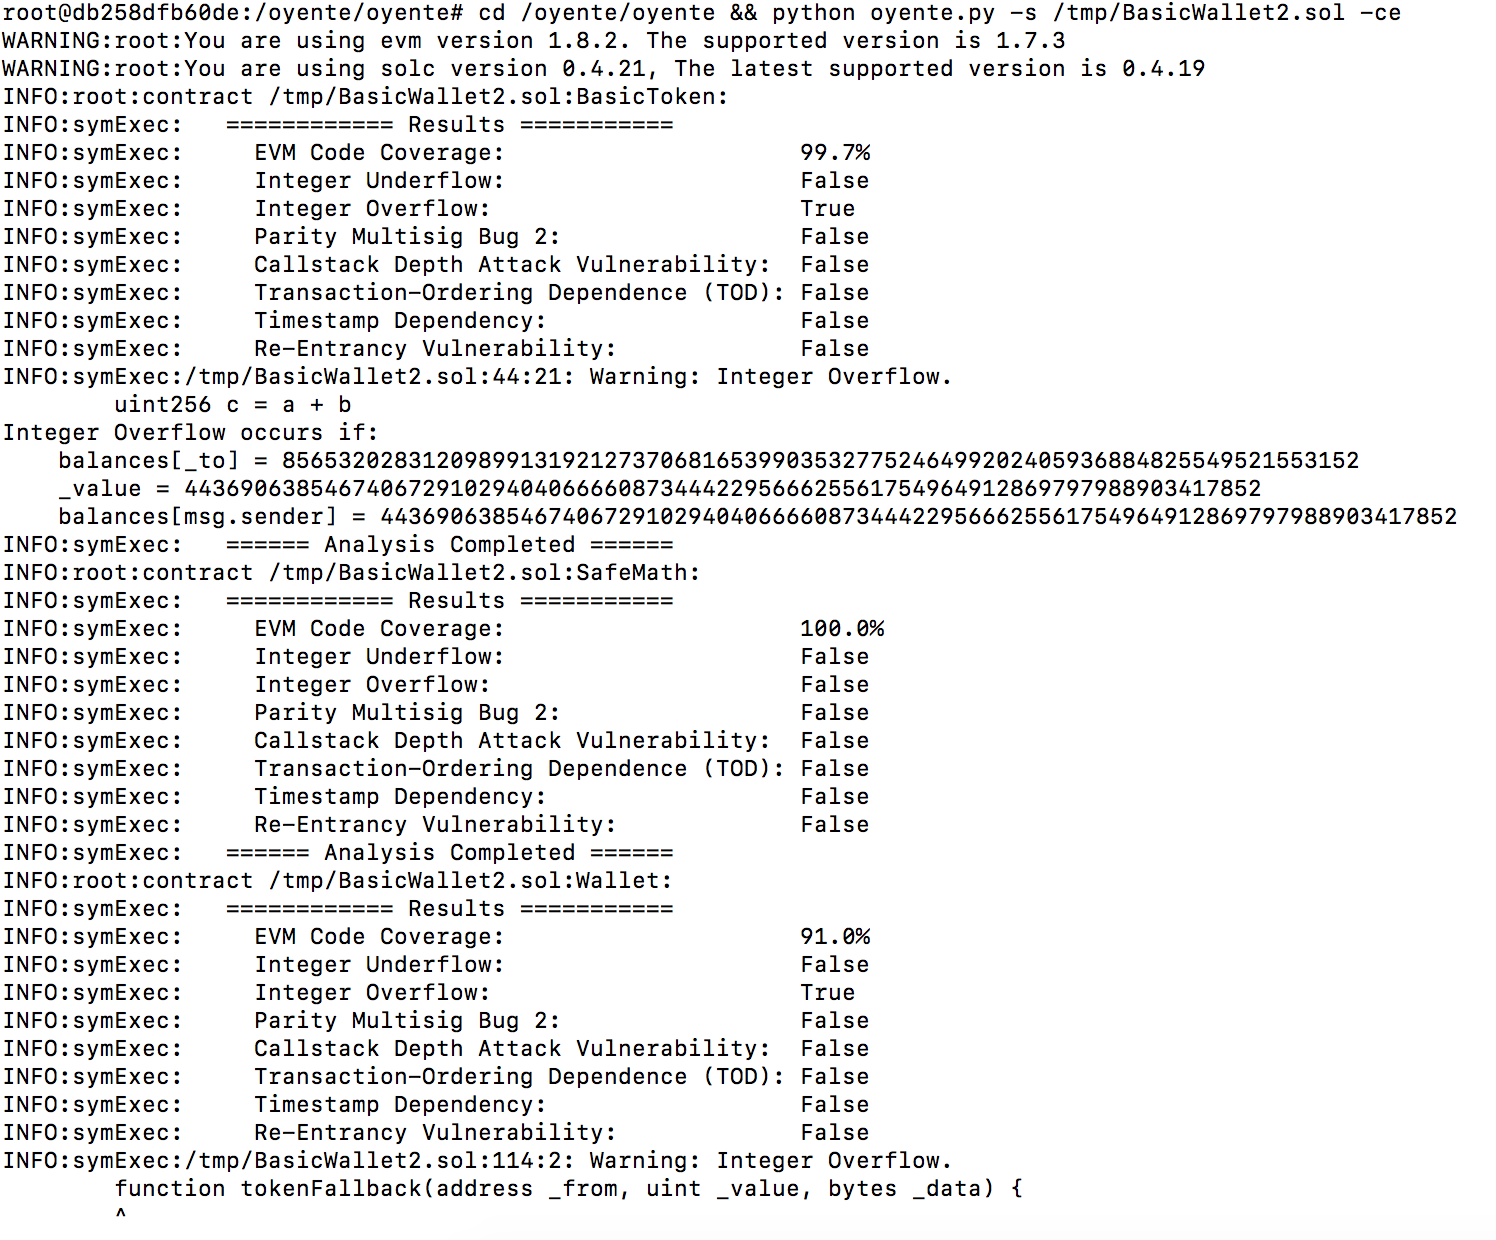 root@db258dfb60de:/oyente/oyente# cd /oyente/oyente && python oyente.py -s /tmp/BasicWallet2.sol -ce
WARNING:root:You are using evm version 1.8.2. The supported version is 1.7.3
WARNING:root:You are using solc version 0.4.21, The latest supported version is 0.4.19
INFO:root:contract /tmp/BasicWallet2.sol:BasicToken:
INFO:symExec:   ============ Results ===========
INFO:symExec:     EVM Code Coverage:                     99.7%
INFO:symExec:     Integer Underflow:                     False
INFO:symExec:     Integer Overflow:                      True
INFO:symExec:     Parity Multisig Bug 2:                 False
INFO:symExec:     Callstack Depth Attack Vulnerability:  False
INFO:symExec:     Transaction-Ordering Dependence (TOD): False
INFO:symExec:     Timestamp Dependency:                  False
INFO:symExec:     Re-Entrancy Vulnerability:             False
INFO:symExec:/tmp/BasicWallet2.sol:44:21: Warning: Integer Overflow.
        uint256 c = a + b
Integer Overflow occurs if:
    balances[_to] = 85653202831209899131921273706816539903532775246499202405936884825549521553152
    _value = 44369063854674067291029404066660873444229566625561754964912869797988903417852
    balances[msg.sender] = 44369063854674067291029404066660873444229566625561754964912869797988903417852
INFO:symExec:   ====== Analysis Completed ======
INFO:root:contract /tmp/BasicWallet2.sol:SafeMath:
INFO:symExec:   ============ Results ===========
INFO:symExec:     EVM Code Coverage:                     100.0%
INFO:symExec:     Integer Underflow:                     False
INFO:symExec:     Integer Overflow:                      False
INFO:symExec:     Parity Multisig Bug 2:                 False
INFO:symExec:     Callstack Depth Attack Vulnerability:  False
INFO:symExec:     Transaction-Ordering Dependence (TOD): False
INFO:symExec:     Timestamp Dependency:                  False
INFO:symExec:     Re-Entrancy Vulnerability:             False
INFO:symExec:   ====== Analysis Completed ======
INFO:root:contract /tmp/BasicWallet2.sol:Wallet:
INFO:symExec:   ============ Results ===========
INFO:symExec:     EVM Code Coverage:                     91.0%
INFO:symExec:     Integer Underflow:                     False
INFO:symExec:     Integer Overflow:                      True
INFO:symExec:     Parity Multisig Bug 2:                 False
INFO:symExec:     Callstack Depth Attack Vulnerability:  False
INFO:symExec:     Transaction-Ordering Dependence (TOD): False
INFO:symExec:     Timestamp Dependency:                  False
INFO:symExec:     Re-Entrancy Vulnerability:             False
INFO:symExec:/tmp/BasicWallet2.sol:114:2: Warning: Integer Overflow.
        function tokenFallback(address _from, uint _value, bytes _data) {
        ^